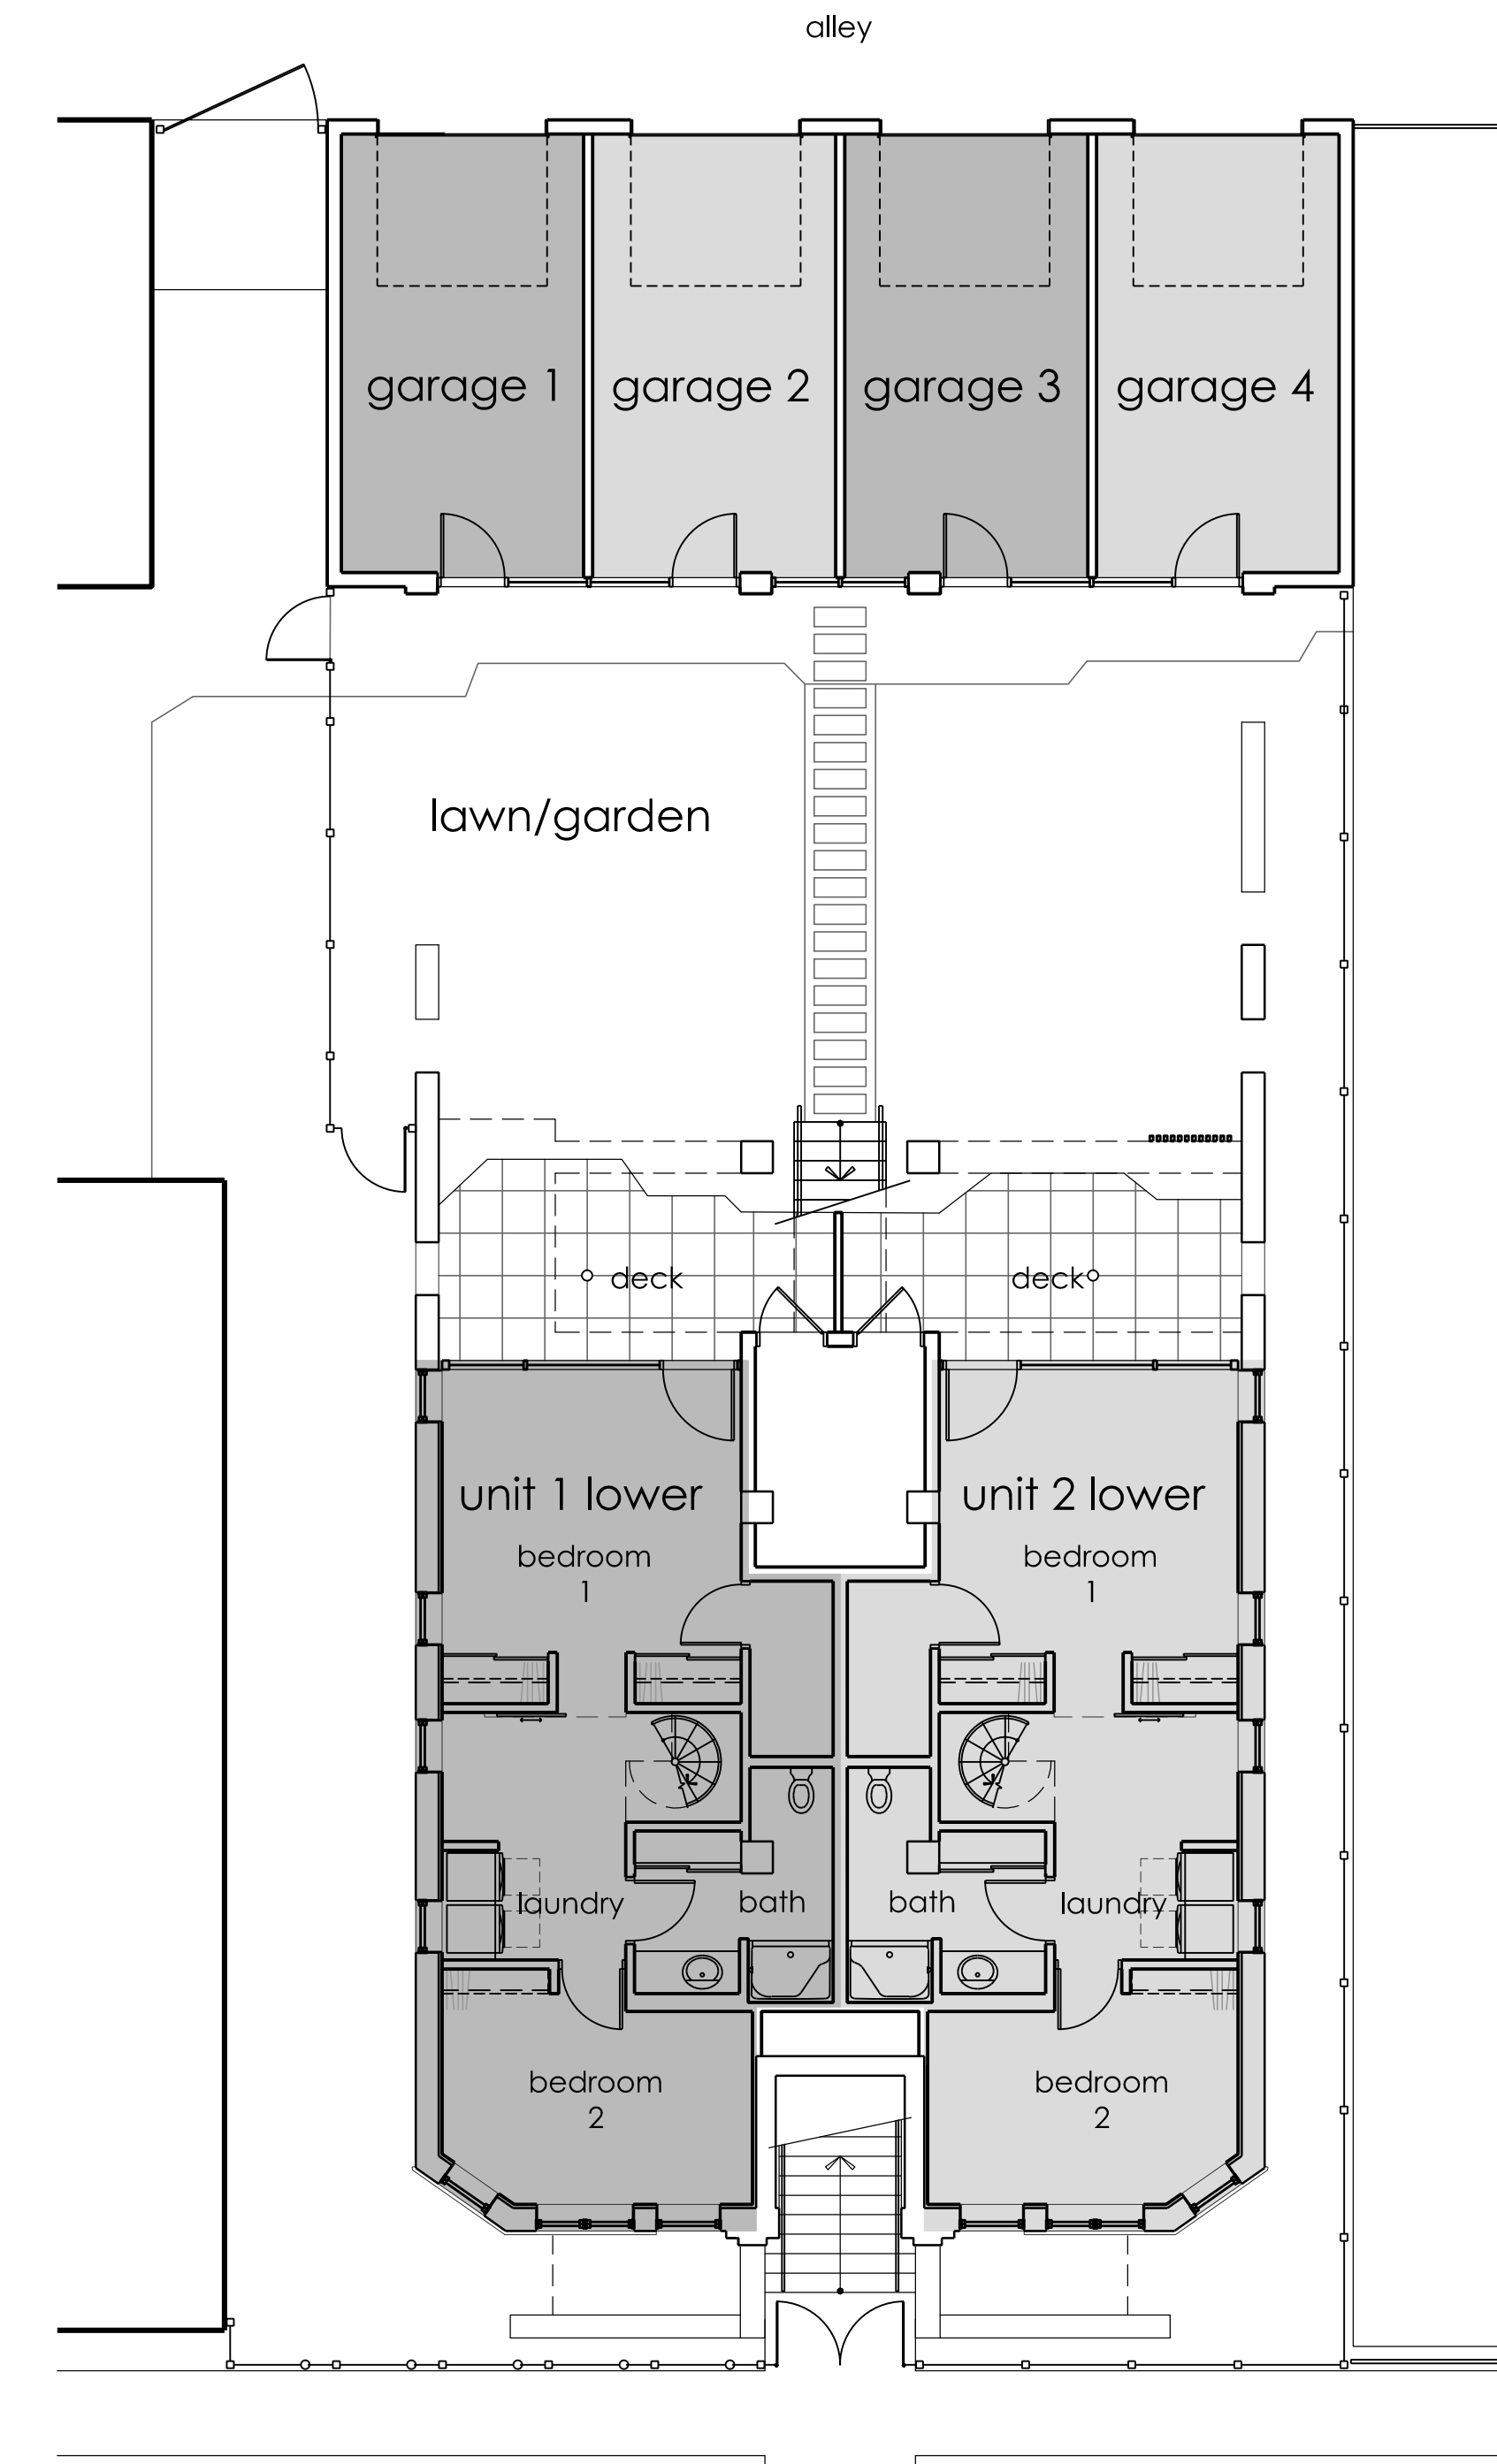 alley
garage 1
garage 2
garage 3
garage 4
lawn/garden
deck
deck
unit 1 lower
unit 2 lower
bedroom
1
bedroom
1
laundry
bath
bath
laundry
bedroom
2
bedroom
2